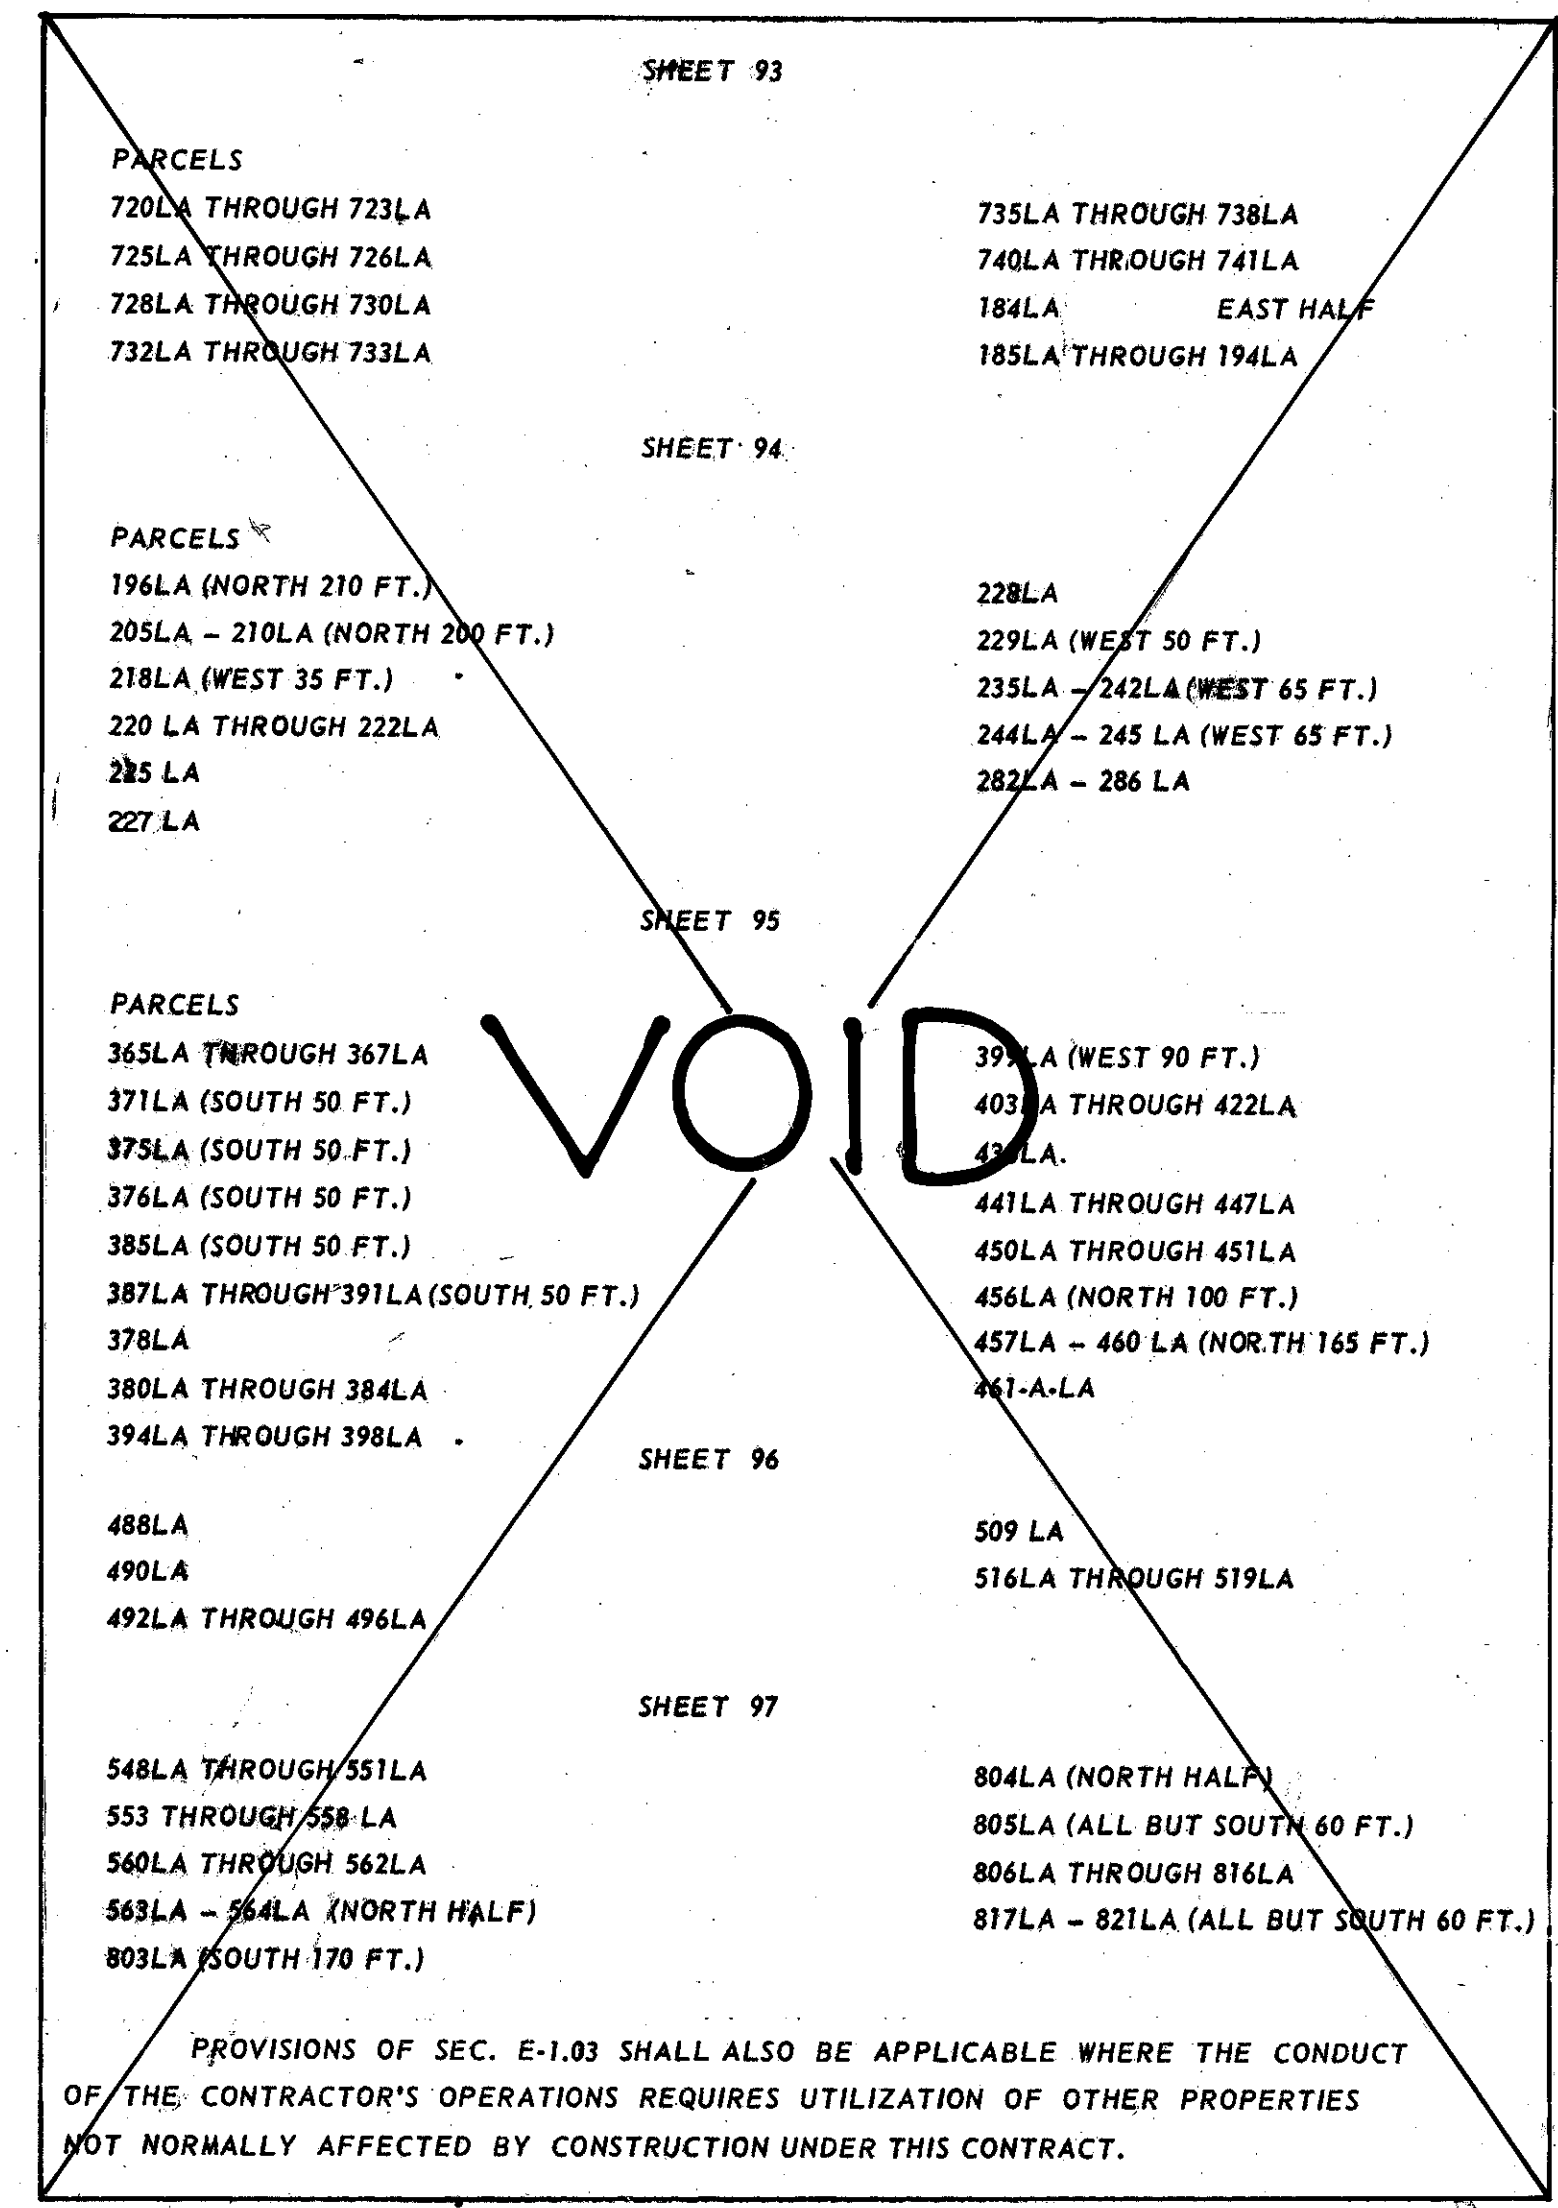 SHEET 93
PARCELS
720LA THROUGH 723LA
725LA THROUGH 726LA
728LA THROUGH 730LA
732LA THROUGH 733LA
735LA THROUGH 738LA
740LA THROUGH 741LA
184LA EAST HALF
185LA THROUGH 194LA
SHEET 94
PARCELS
196LA (NORTH 210 FT.)
205LA - 210LA (NORTH 200 FT.)
218LA (WEST 35 FT.)
220 LA THROUGH 222LA
LA
227 LA
228LA
229LA (WEST 50 FT.)
235LA - 242LA (WEST 65 FT.)
244LA - 245 LA (WEST 65 FT.)
282LA - 286 LA
SHEET 95
PARCELS
365LA THROUGH 367LA
371LA (SOUTH 50 FT.)
375LA (SOUTH 50 FT.)
376LA (SOUTH 50 FT.)
385LA (SOUTH 50 FT.)
387LA THROUGH 391LA (SOUTH 50 FT.)
378LA
380LA THROUGH 384LA
394LA THROUGH 398LA
VOID
399LA (WEST 90 FT.)
403LA THROUGH 422LA
441LA THROUGH 447LA
450LA THROUGH 451LA
456LA (NORTH 100 FT.)
457LA - 460 LA (NORTH 165 FT.)
461-A-LA
SHEET 96
488LA
490LA
492LA THROUGH 496LA
509 LA
516LA THROUGH 519LA
SHEET 97
548LA THROUGH 551LA
553 THROUGH 558 LA
560LA THROUGH 562LA
563LA - 564LA (NORTH HALF)
803LA (SOUTH 170 FT.)
804LA (NORTH HALF)
805LA (ALL BUT SOUTH 60 FT.)
806LA THROUGH 816LA
817LA - 821LA (ALL BUT SOUTH 60 FT.)
PROVISIONS OF SEC. E-1.03 SHALL ALSO BE APPLICABLE WHERE THE CONDUCT
OF THE CONTRACTOR'S OPERATIONS REQUIRES UTILIZATION OF OTHER PROPERTIES
NOT NORMALLY AFFECTED BY CONSTRUCTION UNDER THIS CONTRACT.